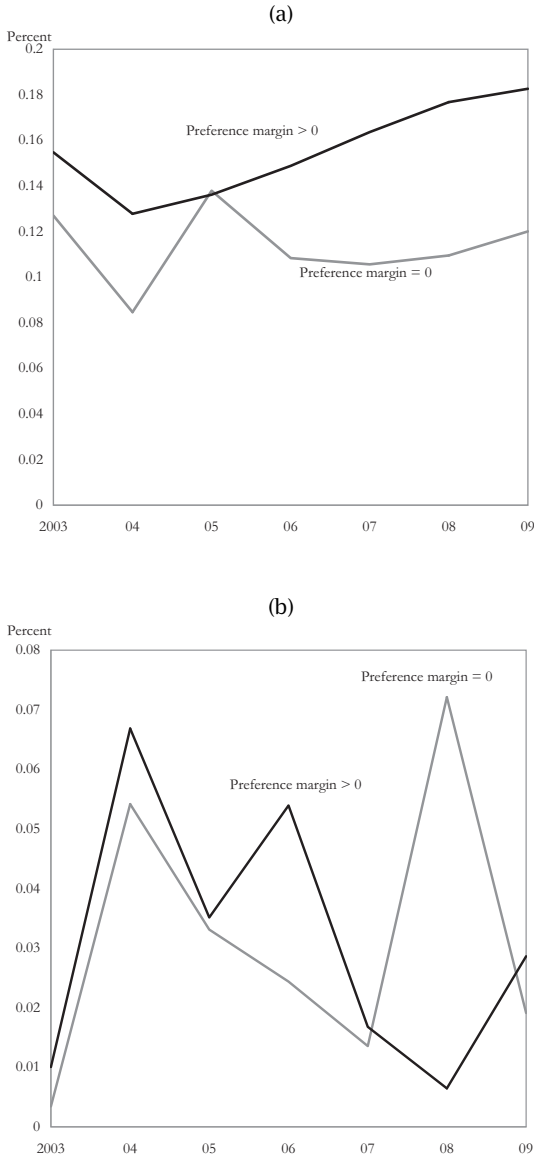 (a)
Percent
0.2
0.18
0.16
0.14
0.12
0.1
0.08
0.06
0.04
0.02
0
Preference margin > 0
Preference margin = 0
2003 04 05 06 07 08 09
(b)
Percent
0.08
0.07
0.06
0.05
0.04
0.03
0.02
0.01
0
Preference margin = 0
Preference margin > 0
2003 04 05 06 07 08 09